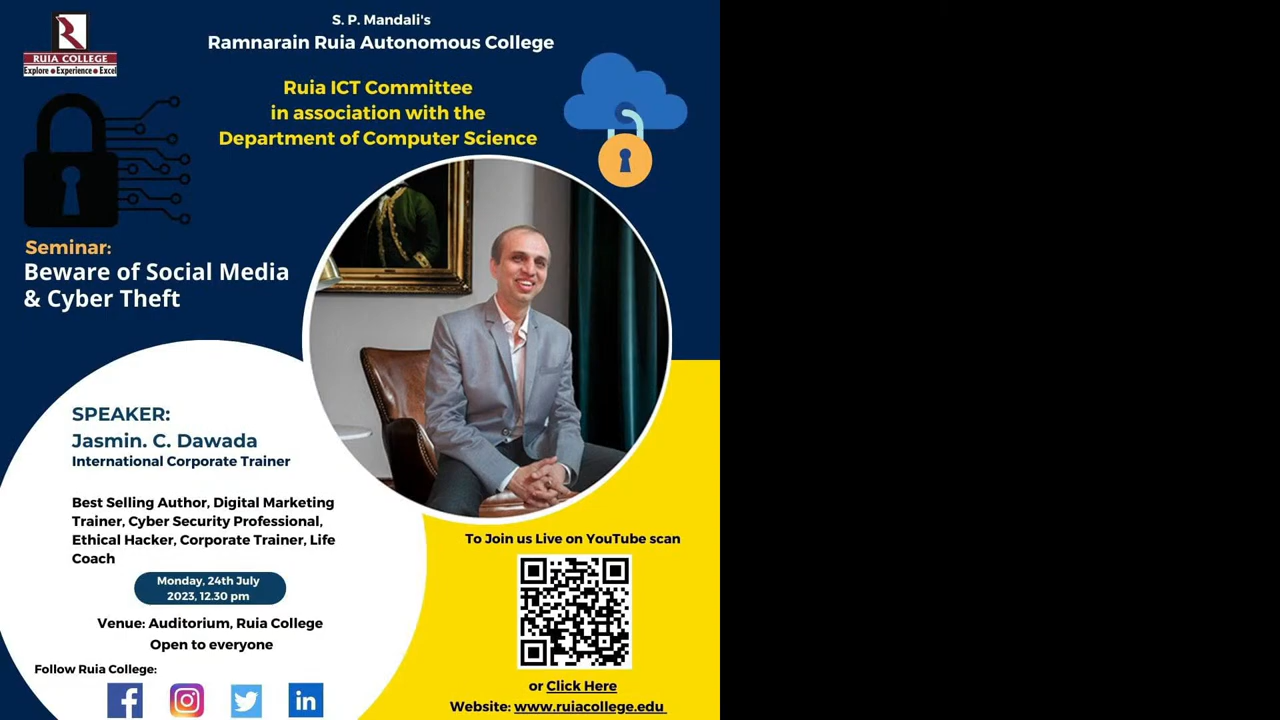 S. P. Mandali's
Ramnarain Ruia Autonomous College
RUIA COLLEGE
Explore ● Experience ● Excel
Ruia ICT Committee
in association with the
Department of Computer Science
Seminar:
Beware of Social Media
& Cyber Theft
SPEAKER:
Jasmin. C. Dawada
International Corporate Trainer
Best Selling Author, Digital Marketing
Trainer, Cyber Security Professional,
Ethical Hacker, Corporate Trainer, Life
Coach
Monday, 24th July
2023, 12.30 pm
Venue: Auditorium, Ruia College
Open to everyone
Follow Ruia College:
To Join us Live on YouTube scan
or Click Here
Website: www.ruiacollege.edu